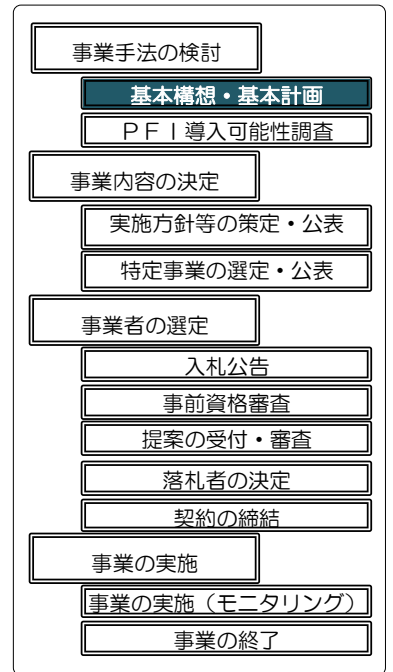 事業手法の検討
基本構想・基本計画
PFI導入可能性調査
事業内容の決定
実施方針等の策定・公表
特定事業の選定・公表
事業者の選定
入札公告
事前資格審査
提案の受付・審査
落札者の決定
契約の締結
事業の実施
事業の実施（モニタリング）
事業の終了